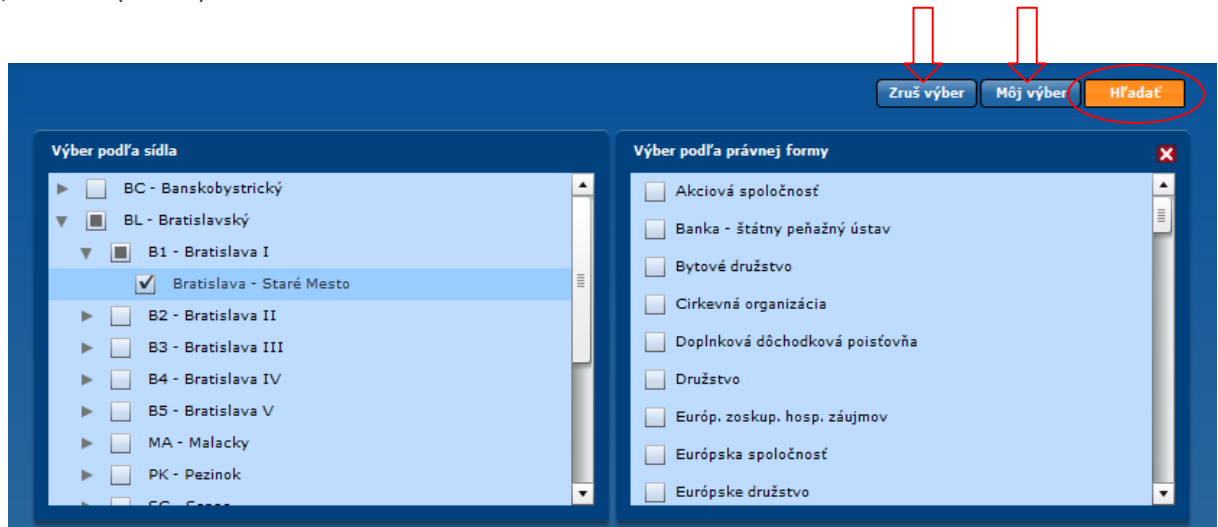 Zruš výber Môj výber Hľadať
Výber podľa sídla
BC - Banskobystrický
BL - Bratislavský
B1 - Bratislava I
Bratislava - Staré Mesto
B2 - Bratislava II
B3 - Bratislava III
B4 - Bratislava IV
B5 - Bratislava V
MA - Malacky
PK - Pezinok
Výber podľa právnej formy
Akciová spoločnosť
Banka - štátny peňažný ústav
Bytové družstvo
Cirkevná organizácia
Doplnková dôchodková poisťovňa
Družstvo
Európ. zoskup. hosp. záujmov
Európska spoločnosť
Európske družstvo